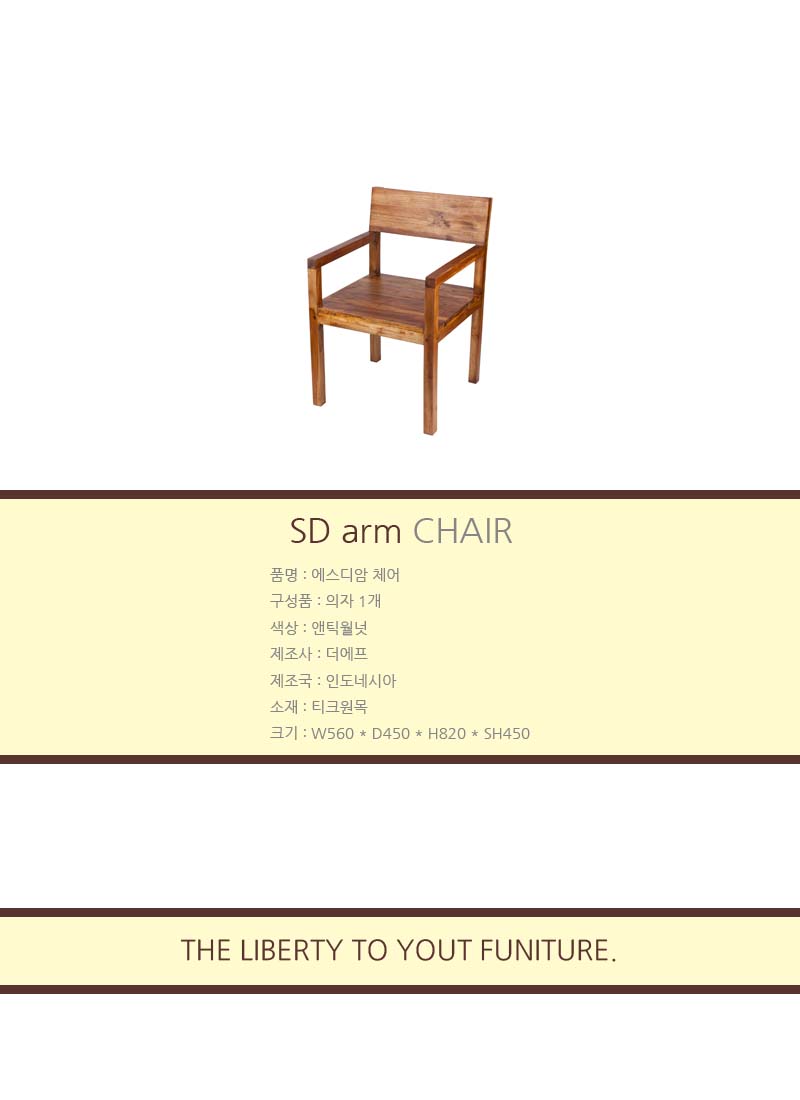 SD arm CHAIR
품명 : 에스디암 체어
구성품 : 의자 1개
색상 : 앤틱월넛
제조사 : 더에프
제조국 : 인도네시아
소재 : 티크원목
크기 : W560 * D450 * H820 * SH450
THE LIBERTY TO YOUT FUNITURE.